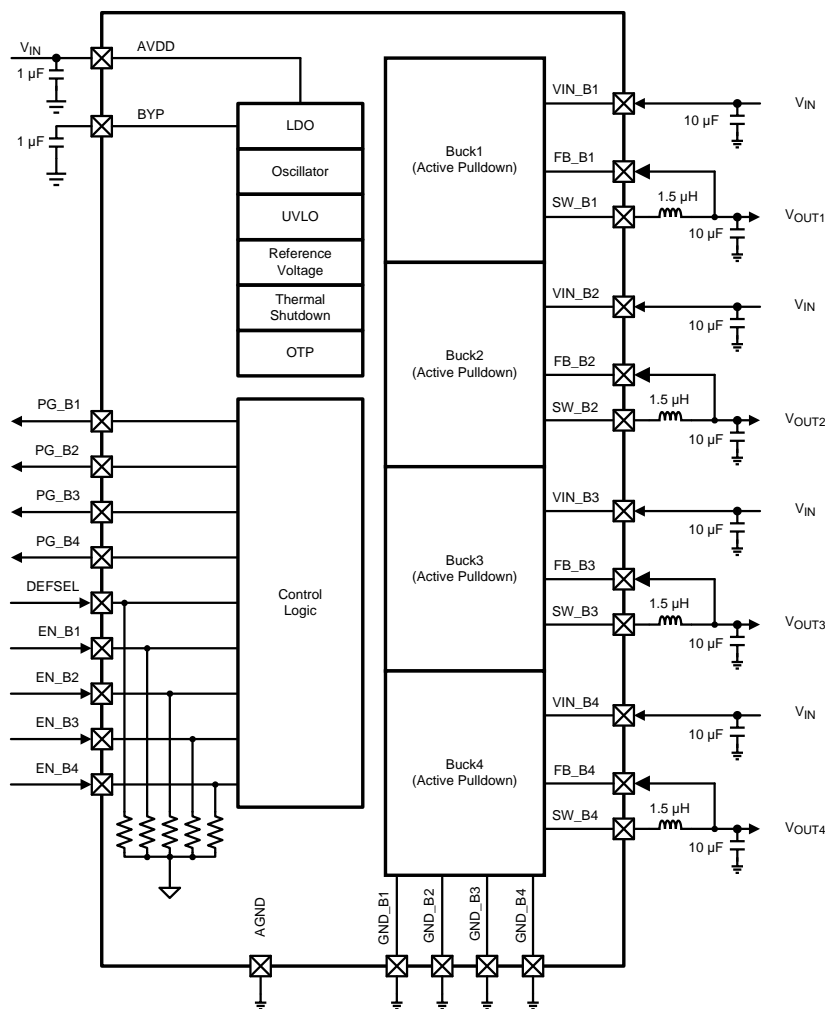 VIN
AVDD
1 µF
BYP
1 µF
LDO
Oscillator
UVLO
Reference
Voltage
Thermal
Shutdown
OTP
PG_B1
PG_B2
PG_B3
PG_B4
DEFSEL
EN_B1
EN_B2
EN_B3
EN_B4
Control
Logic
AGND
Buck1
(Active Pulldown)
VIN_B1
VIN
10 µF
FB_B1
1.5 µH
SW_B1
VOUT1
10 µF
Buck2
(Active Pulldown)
VIN_B2
VIN
10 µF
FB_B2
1.5 µH
SW_B2
VOUT2
10 µF
Buck3
(Active Pulldown)
VIN_B3
VIN
10 µF
FB_B3
1.5 µH
SW_B3
VOUT3
10 µF
Buck4
(Active Pulldown)
VIN_B4
VIN
10 µF
FB_B4
1.5 µH
SW_B4
VOUT4
10 µF
GND_B1
GND_B2
GND_B3
GND_B4